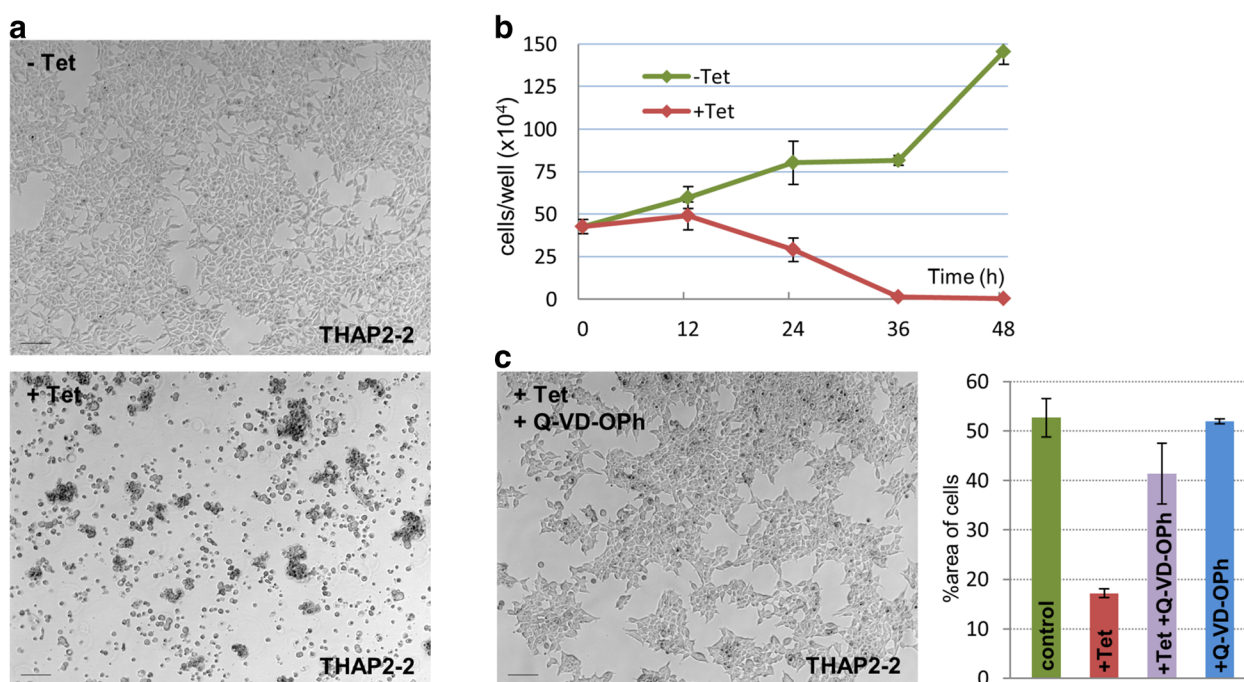 a
- Tet
THAP2-2
+ Tet
THAP2-2
b
cells/well (x10⁴)
150
125
100
75
50
25
0
-Tet
+Tet
Time (h)
0 12 24 36 48
c
+ Tet
+ Q-VD-OPh
THAP2-2
%area of cells
60
50
40
30
20
10
0
control
+Tet
+Tet +Q-VD-OPh
+Q-VD-OPh